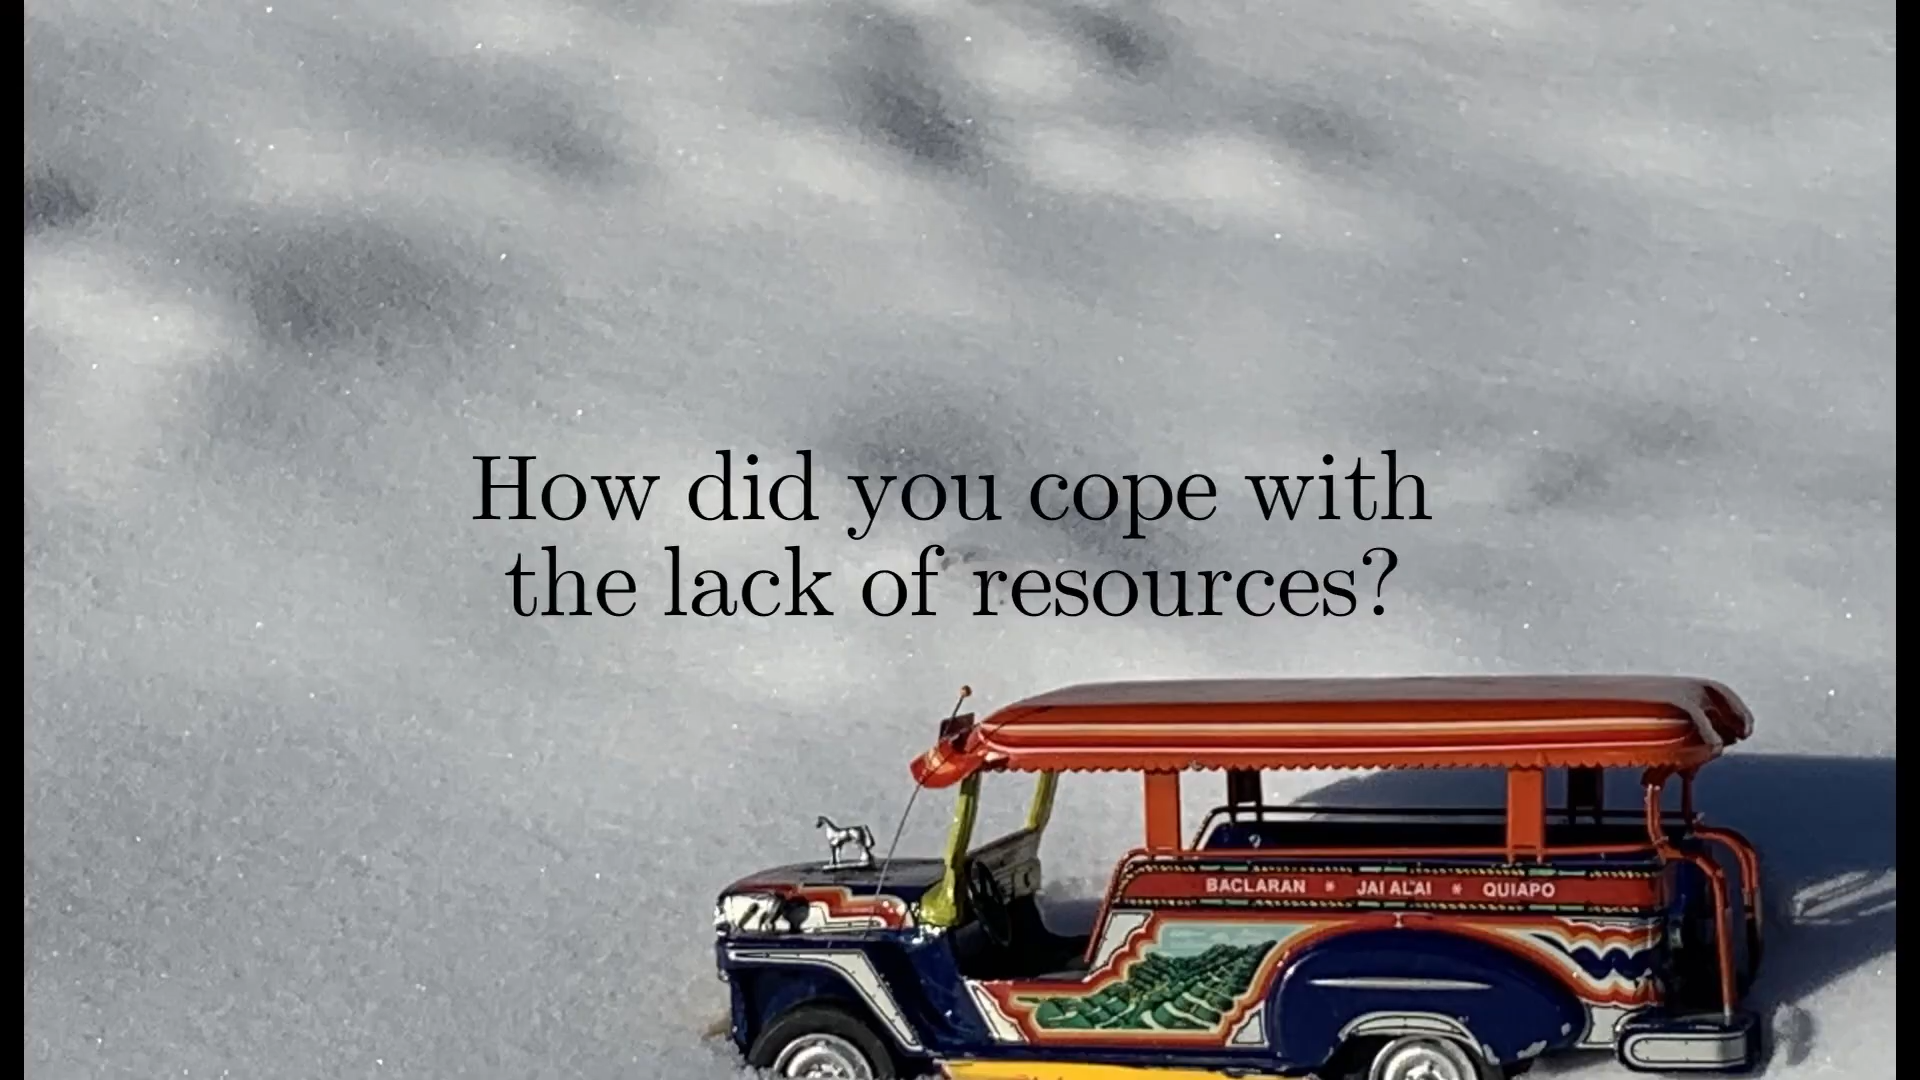 How did you cope with
the lack of resources?
BACLARAN * JAI ALAI * QUIAPO